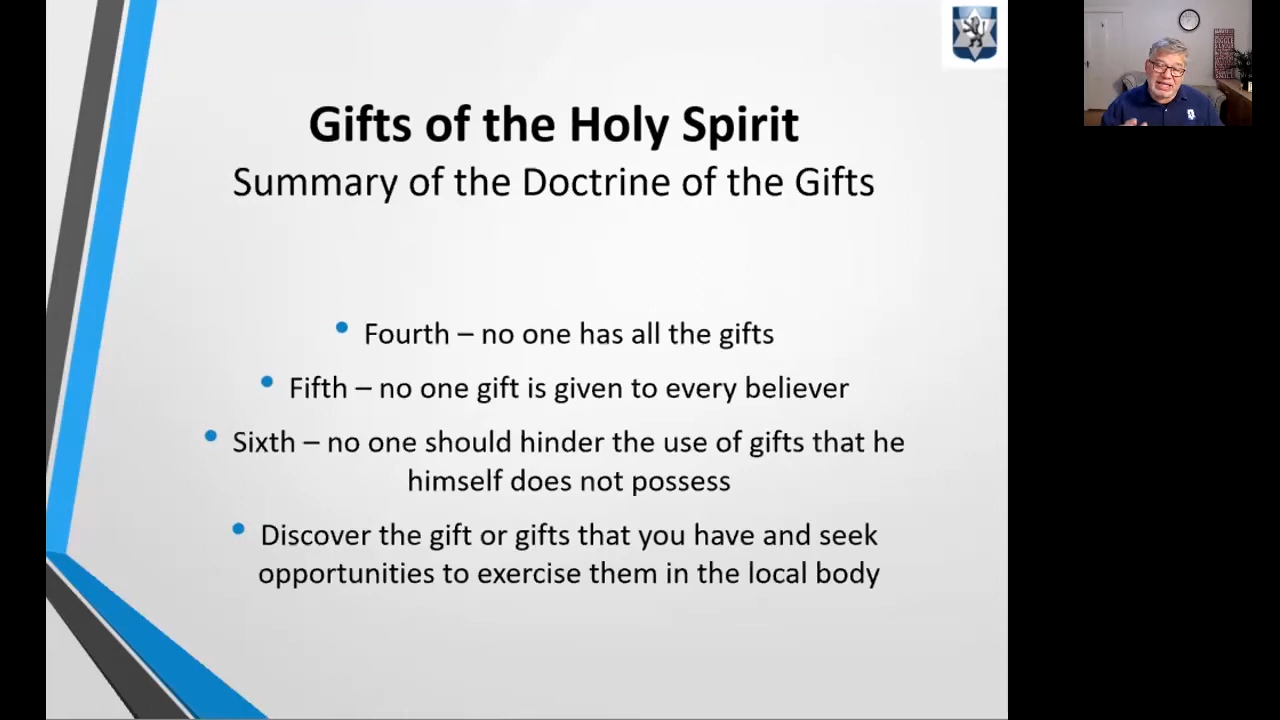 Gifts of the Holy Spirit
Summary of the Doctrine of the Gifts
• Fourth – no one has all the gifts
• Fifth – no one gift is given to every believer
• Sixth – no one should hinder the use of gifts that he
himself does not possess
• Discover the gift or gifts that you have and seek
opportunities to exercise them in the local body